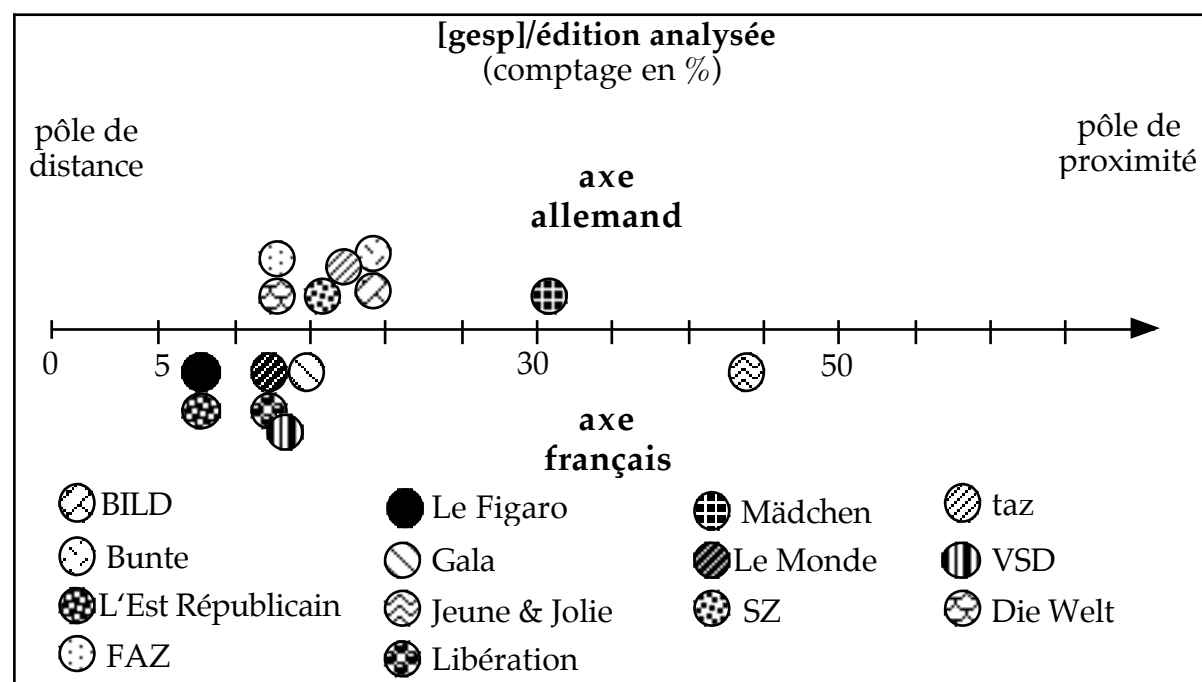 [gesp]/édition analysée
(comptage en %)
pôle de
distance
pôle de
proximité
axe
allemand
0 5 30 50
axe
français
BILD Le Figaro Mädchen taz
Bunte Gala Le Monde VSD
L‘Est Républicain Jeune & Jolie SZ Die Welt
FAZ Libération